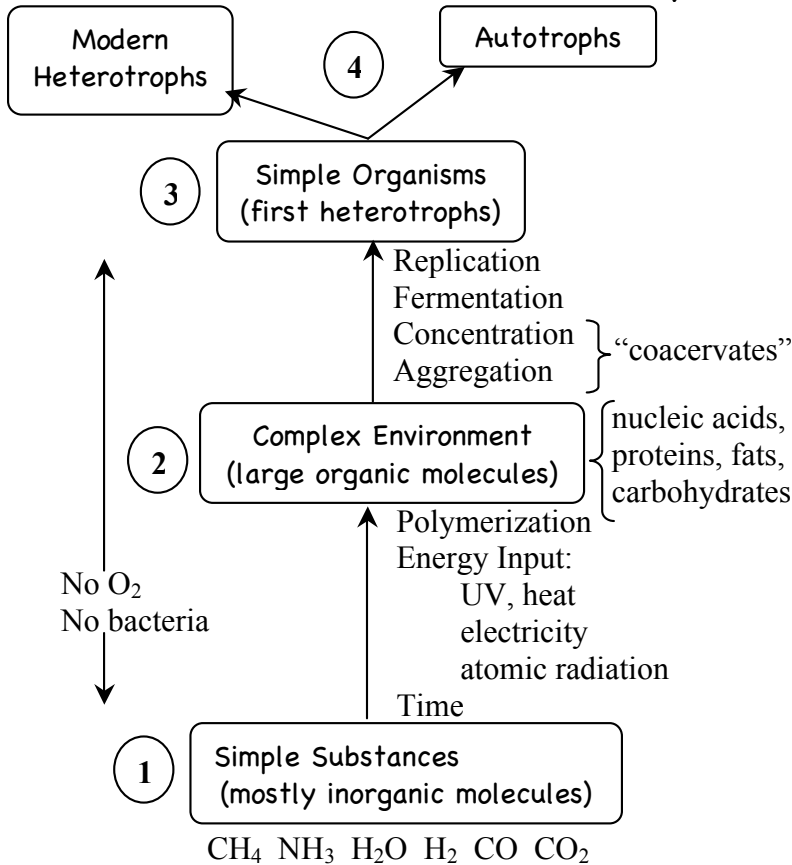 Modern
Heterotrophs
4
Autotrophs
3
Simple Organisms
(first heterotrophs)
Replication
Fermentation
Concentration
Aggregation
“coacervates”
2
Complex Environment
(large organic molecules)
nucleic acids,
proteins, fats,
carbohydrates
Polymerization
Energy Input:
UV, heat
electricity
atomic radiation
Time
No O₂
No bacteria
1
Simple Substances
(mostly inorganic molecules)
CH₄ NH₃ H₂O H₂ CO CO₂